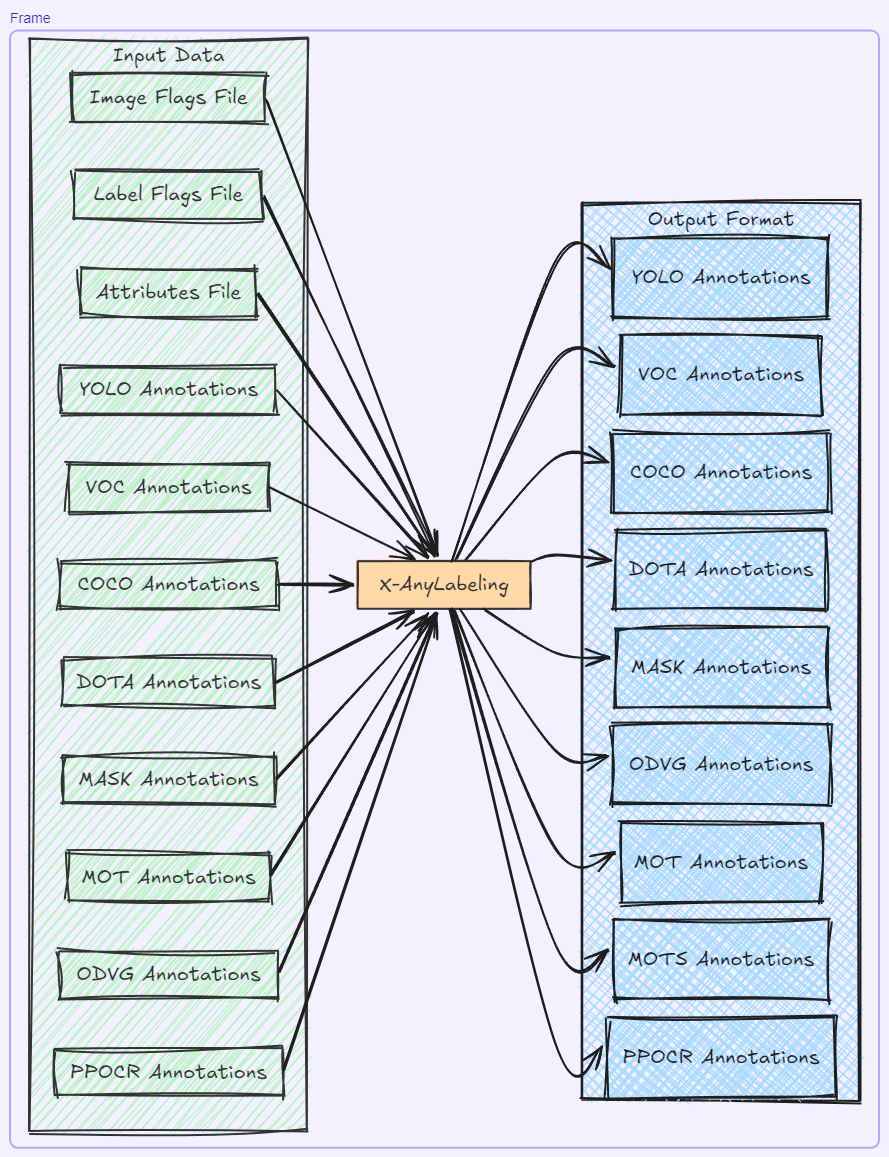 Frame
Input Data
Image Flags File
Label Flags File
Attributes File
YOLO Annotations
VOC Annotations
COCO Annotations
DOTA Annotations
MASK Annotations
MOT Annotations
ODVG Annotations
PPOCR Annotations
X-AnyLabeling
Output Format
YOLO Annotations
VOC Annotations
COCO Annotations
DOTA Annotations
MASK Annotations
ODVG Annotations
MOT Annotations
MOTS Annotations
PPOCR Annotations